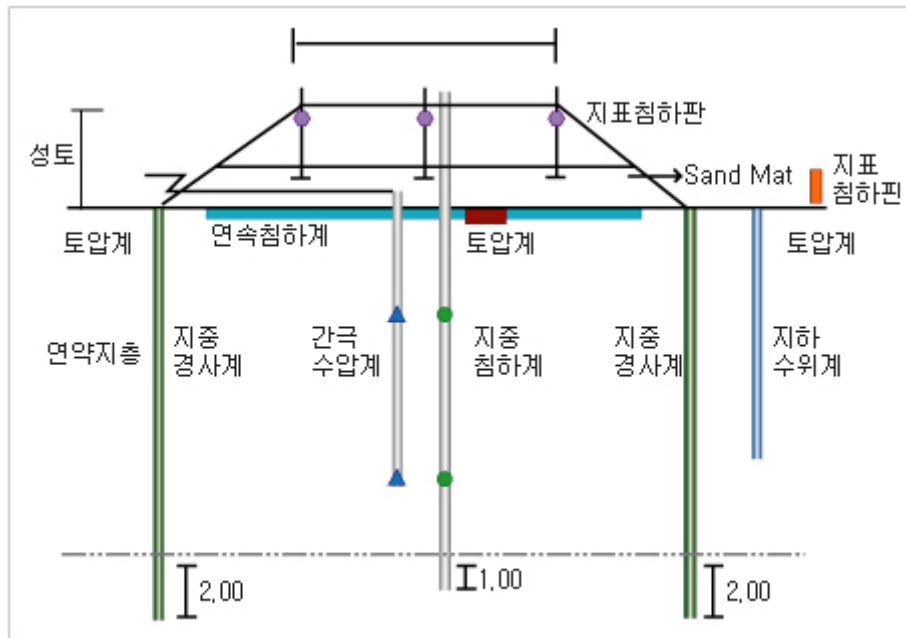 지표침하판
성토
Sand Mat
지표
침하핀
토압계
연속침하계
토압계
토압계
연약지층
지중
경사계
간극
수압계
지중
침하계
지중
경사계
지하
수위계
2,00
1,00
2,00